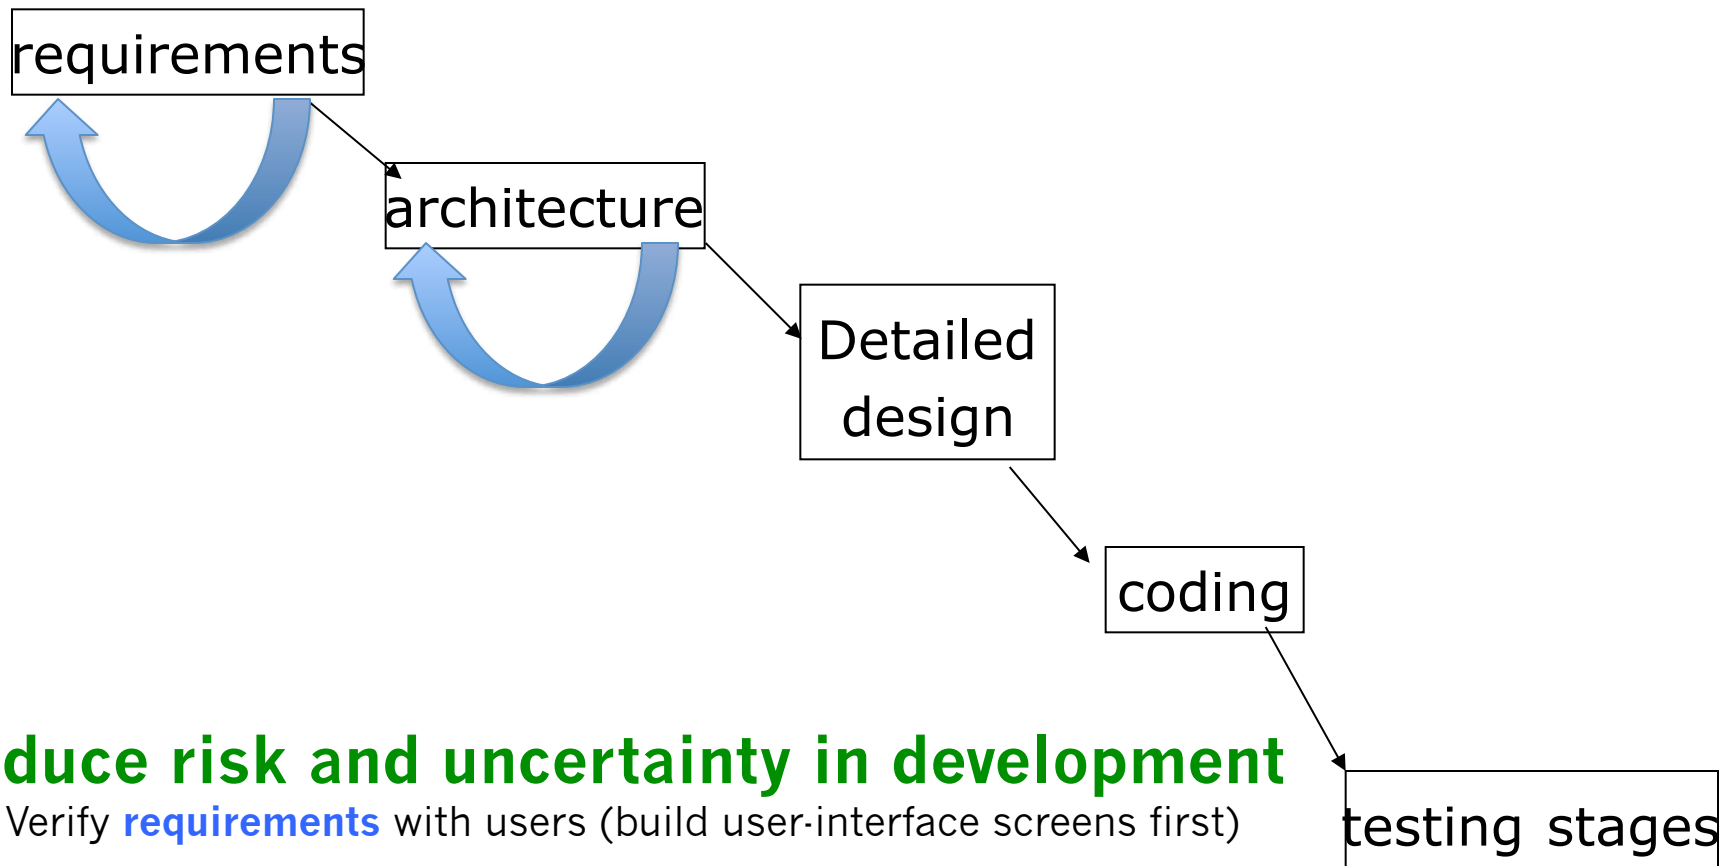 requirements
architecture
Detailed
design
coding
duce risk and uncertainty in development
Verify requirements with users (build user-interface screens first)
testing stages